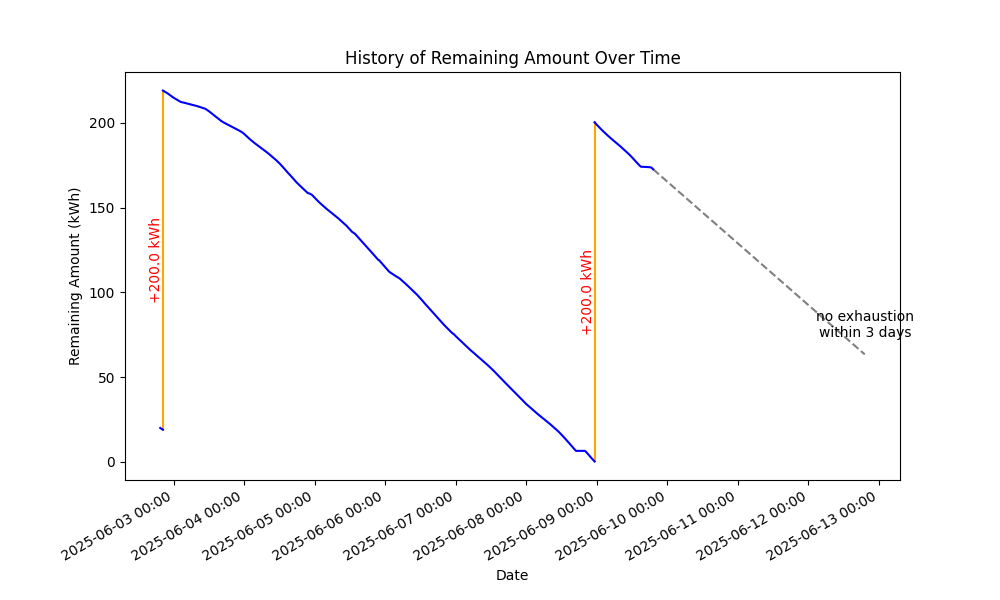 History of Remaining Amount Over Time
Remaining Amount (kWh)
200
150
100
50
0
+200.0 kWh
+200.0 kWh
no exhaustion
within 3 days
2025-06-03 00:00
2025-06-04 00:00
2025-06-05 00:00
2025-06-06 00:00
2025-06-07 00:00
2025-06-08 00:00
2025-06-09 00:00
2025-06-10 00:00
2025-06-11 00:00
2025-06-12 00:00
2025-06-13 00:00
Date